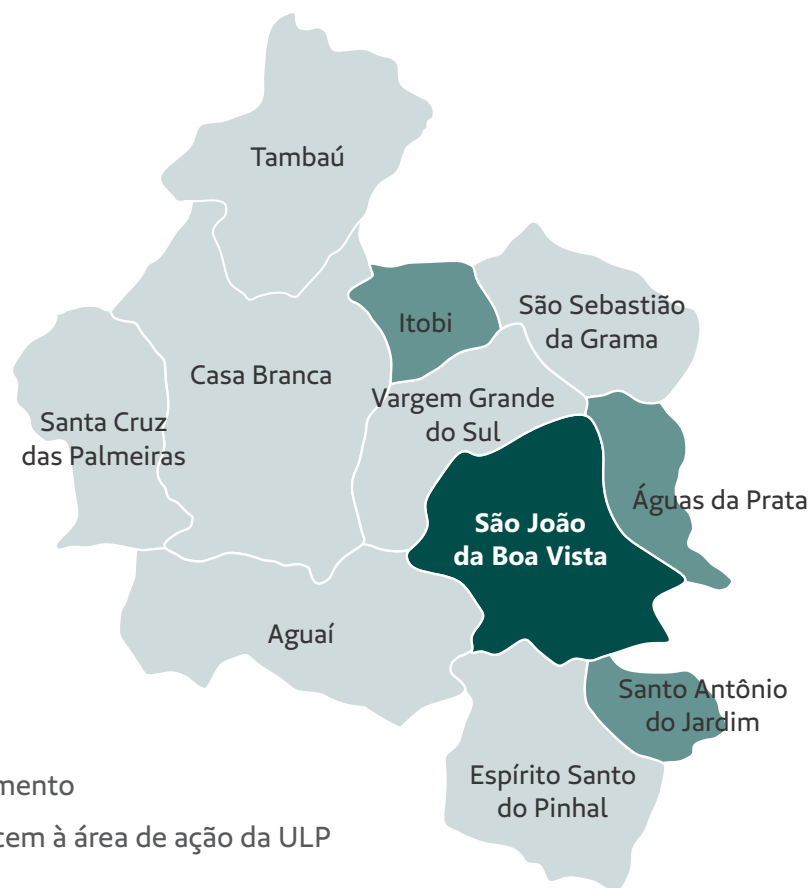 Tambaú
Itobi
São Sebastião
da Grama
Casa Branca
Vargem Grande
do Sul
Santa Cruz
das Palmeiras
Águas da Prata
São João
da Boa Vista
Aguaí
Santo Antônio
do Jardim
Espírito Santo
do Pinhal
à área de ação da ULP